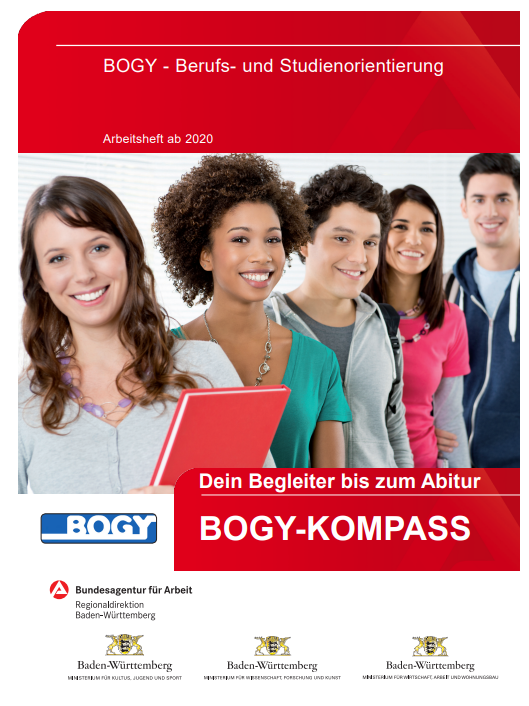 BOGY - Berufs- und Studienorientierung
Arbeitsheft ab 2020
Dein Begleiter bis zum Abitur
BOGY-KOMPASS
BOGY
Bundesagentur für Arbeit
Regionaldirektion
Baden-Württemberg
Baden-Württemberg
MINISTERIUM FÜR KULTUS, JUGEND UND SPORT
Baden-Württemberg
MINISTERIUM FÜR WISSENSCHAFT, FORSCHUNG UND KUNST
Baden-Württemberg
MINISTERIUM FÜR WIRTSCHAFT, ARBEIT UND WOHNUNGSBAU